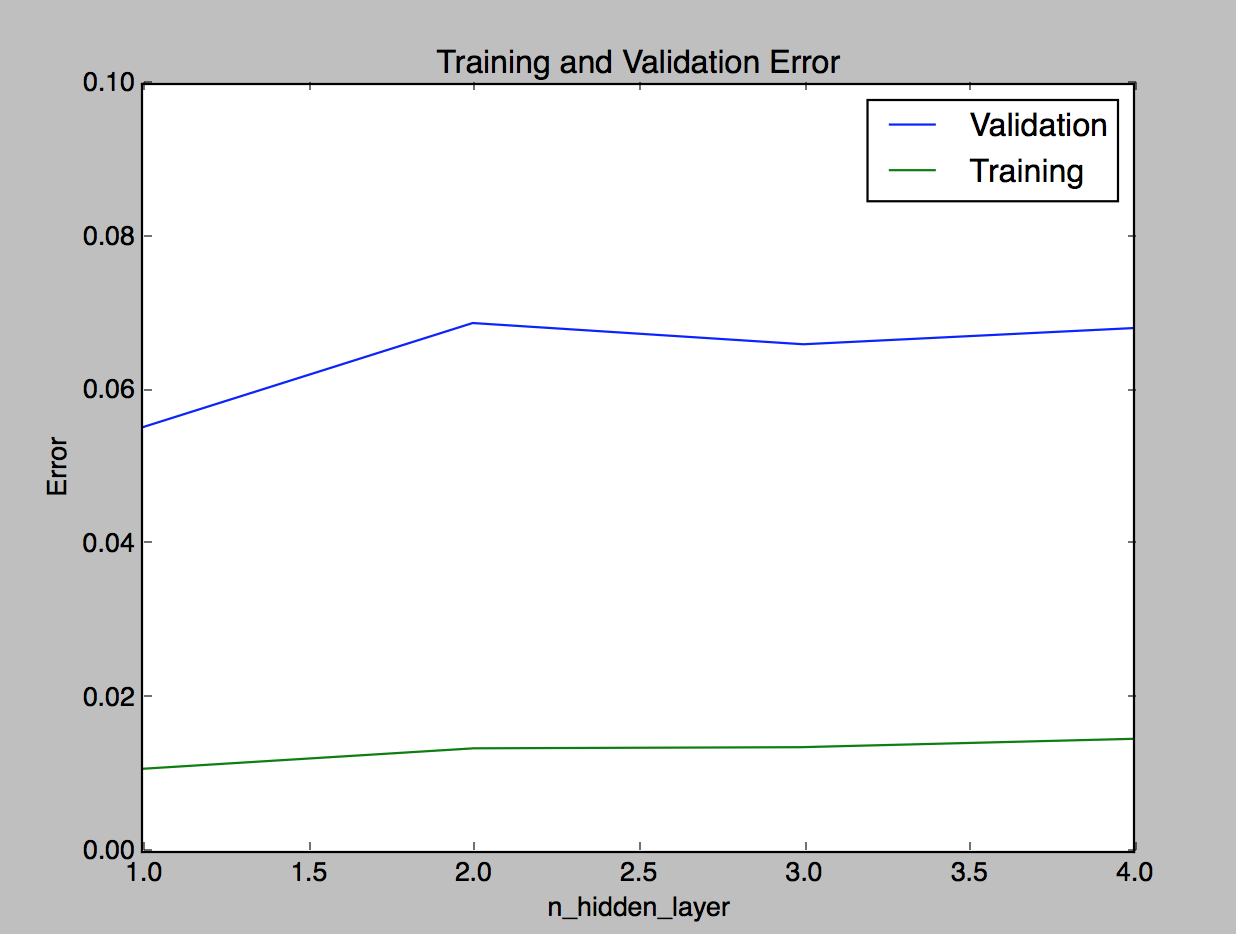 Training and Validation Error
Validation
Training
0.10
0.08
0.06
0.04
0.02
0.00
Error
1.0 1.5 2.0 2.5 3.0 3.5 4.0
n_hidden_layer